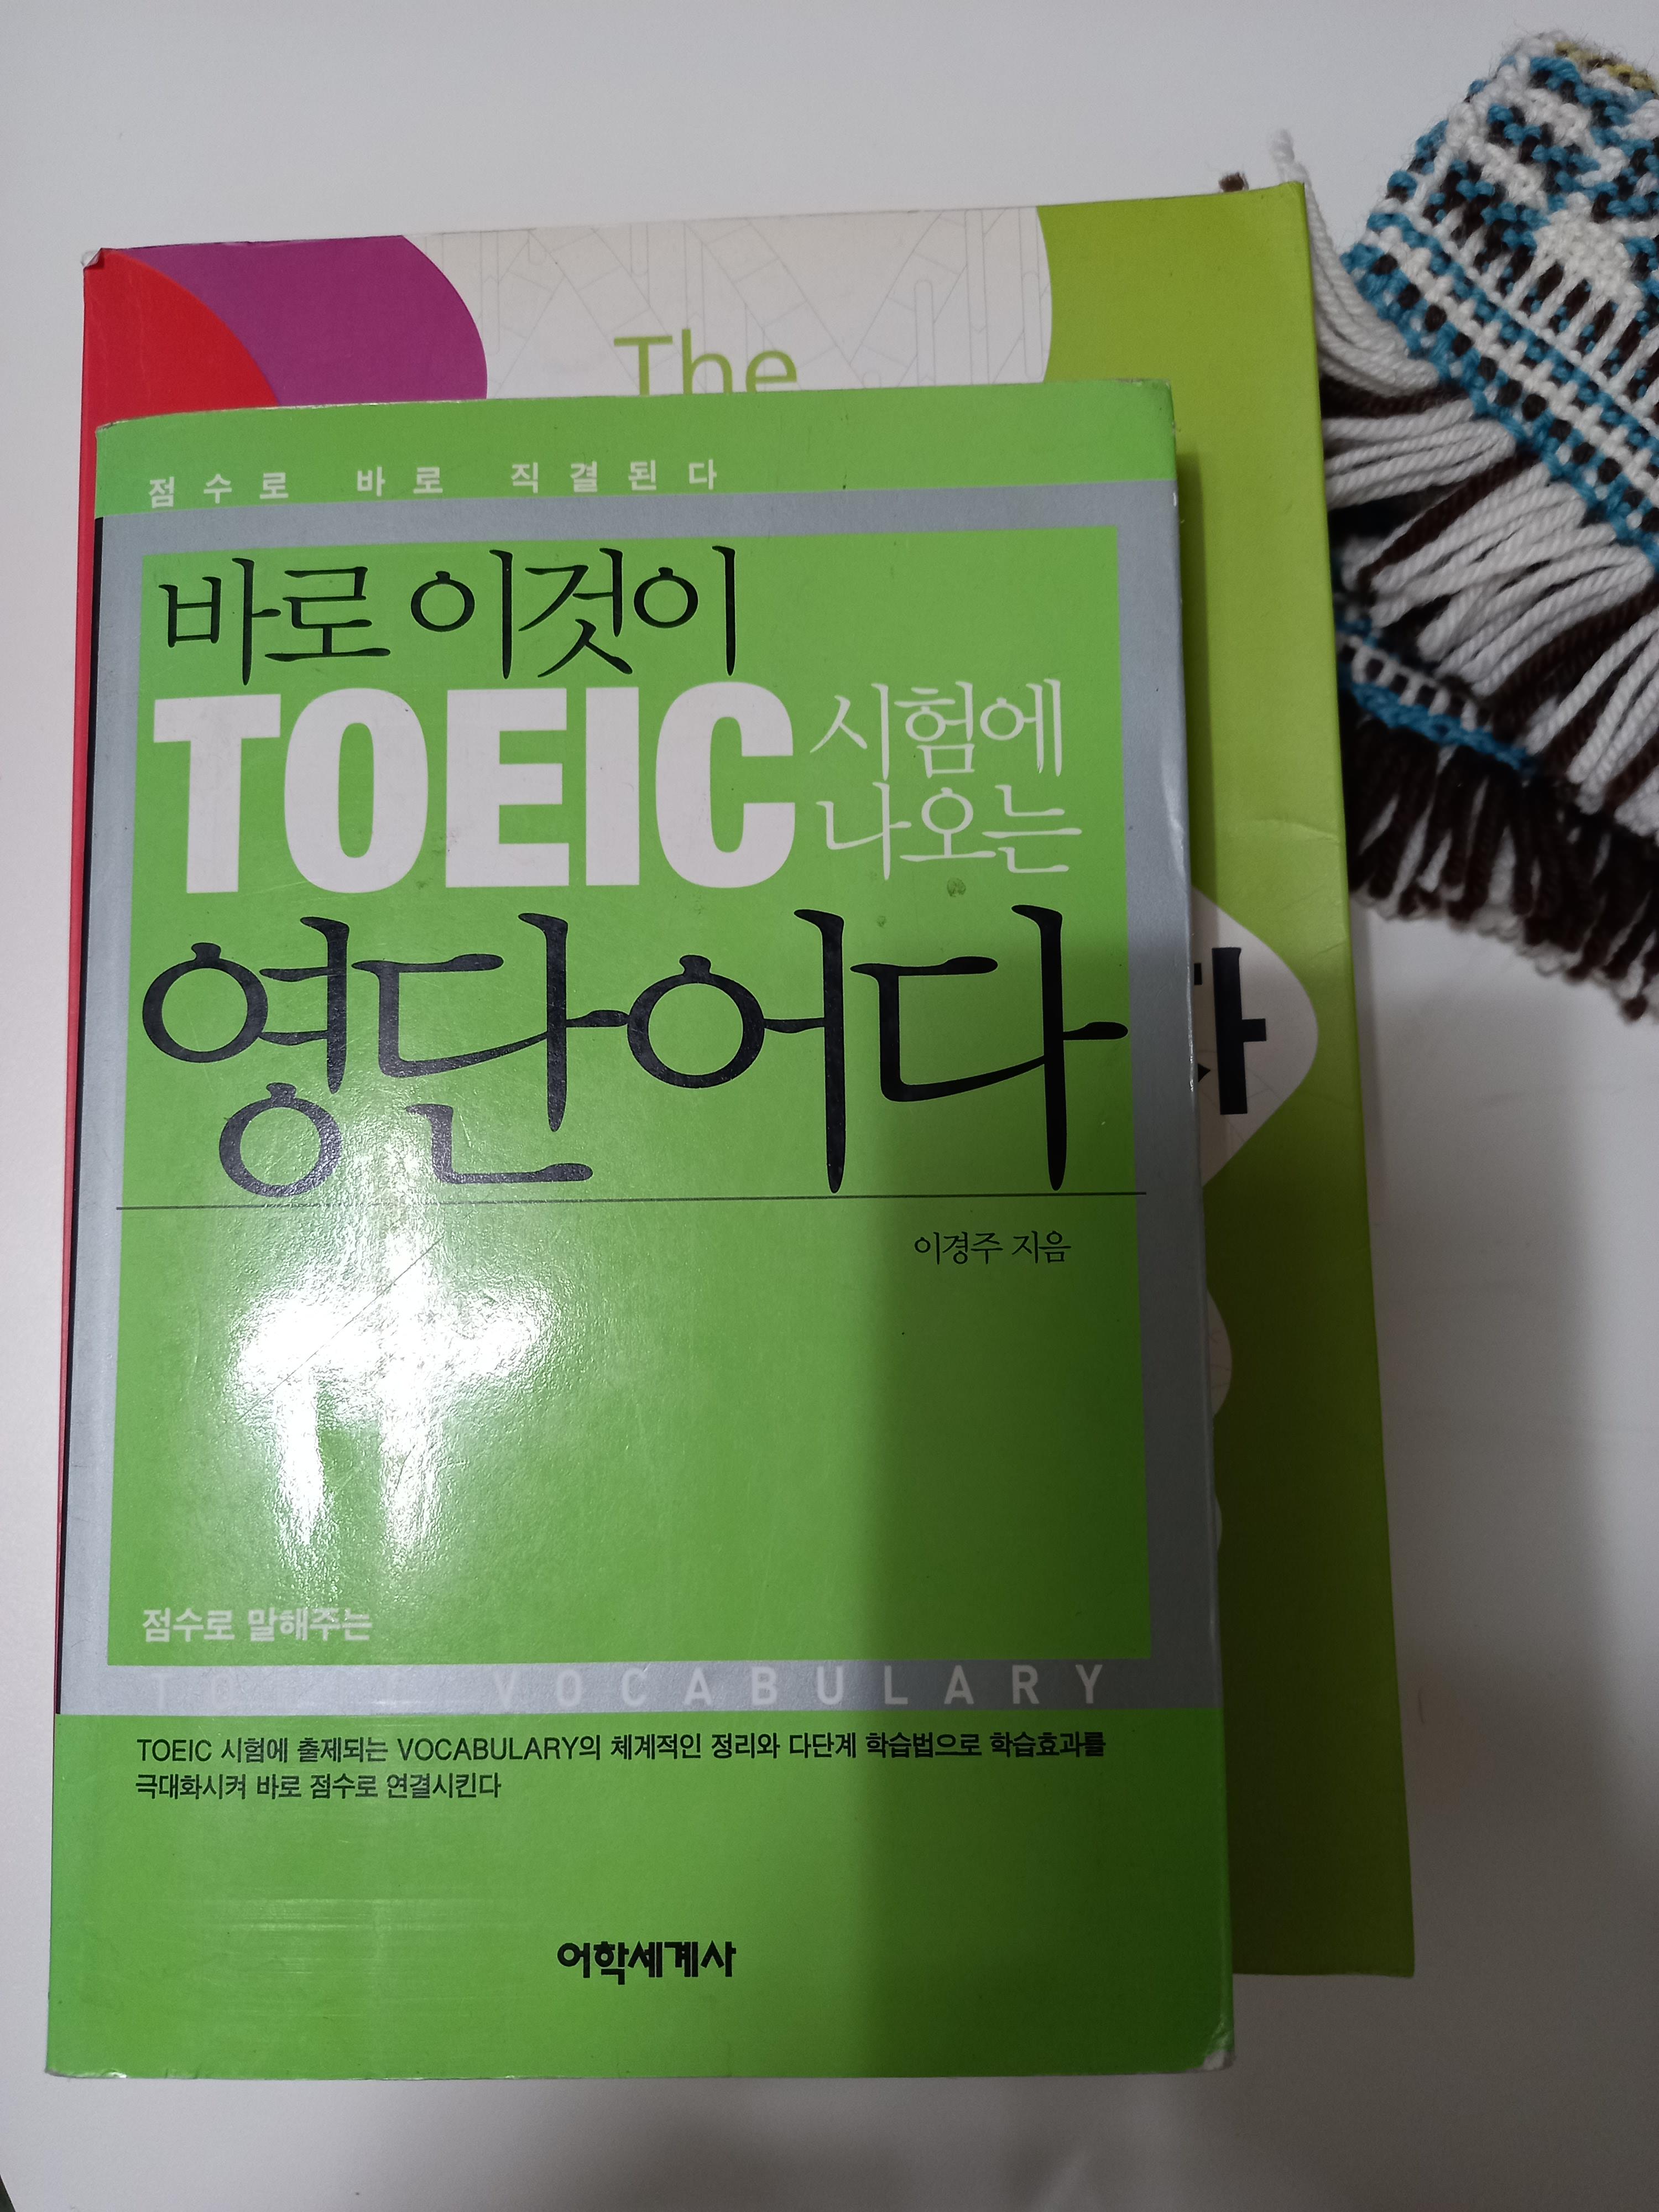 The
점수로 바로 직결된다
바로 이것이
TOEIC 시험에
나오는
영단어다
이경주 지음
점수로 말해주는
VOCABULARY
TOEIC 시험에 출제되는 VOCABULARY의 체계적인 정리와 다단계 학습법으로 학습효과를
극대화시켜 바로 점수로 연결시킨다
어학세계사